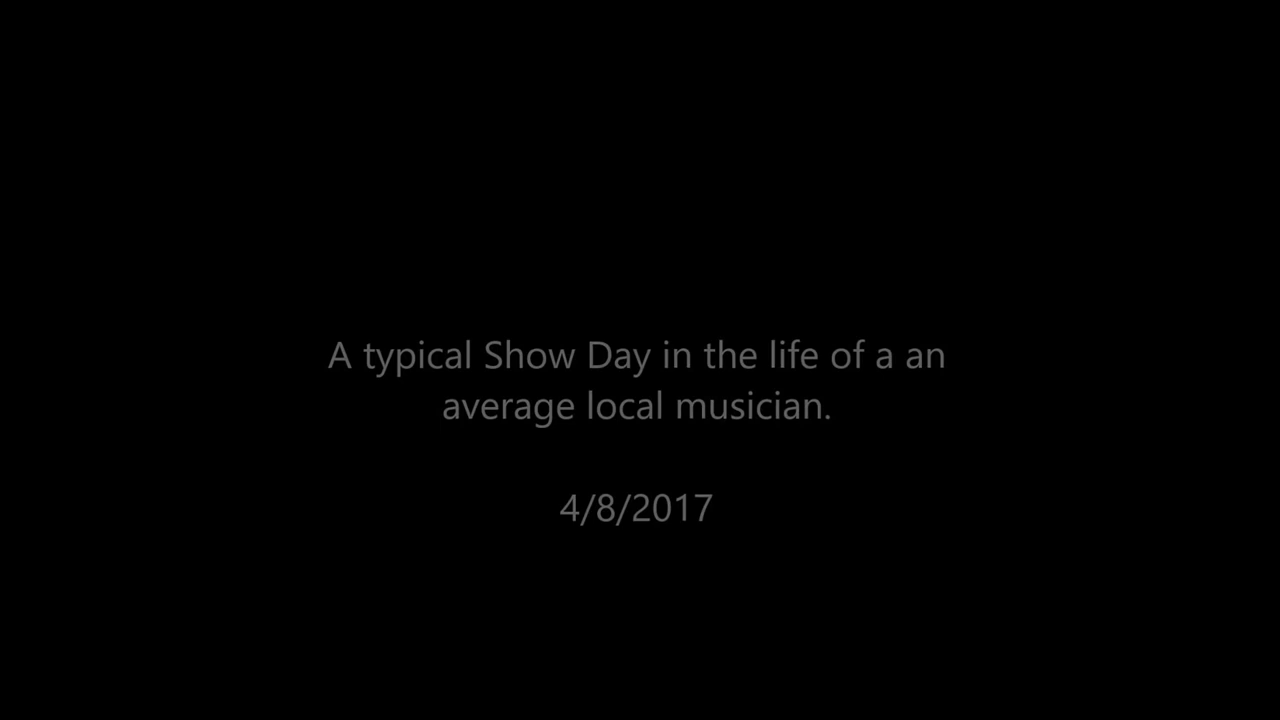 A typical Show Day in the life of a an
average local musician.
4/8/2017